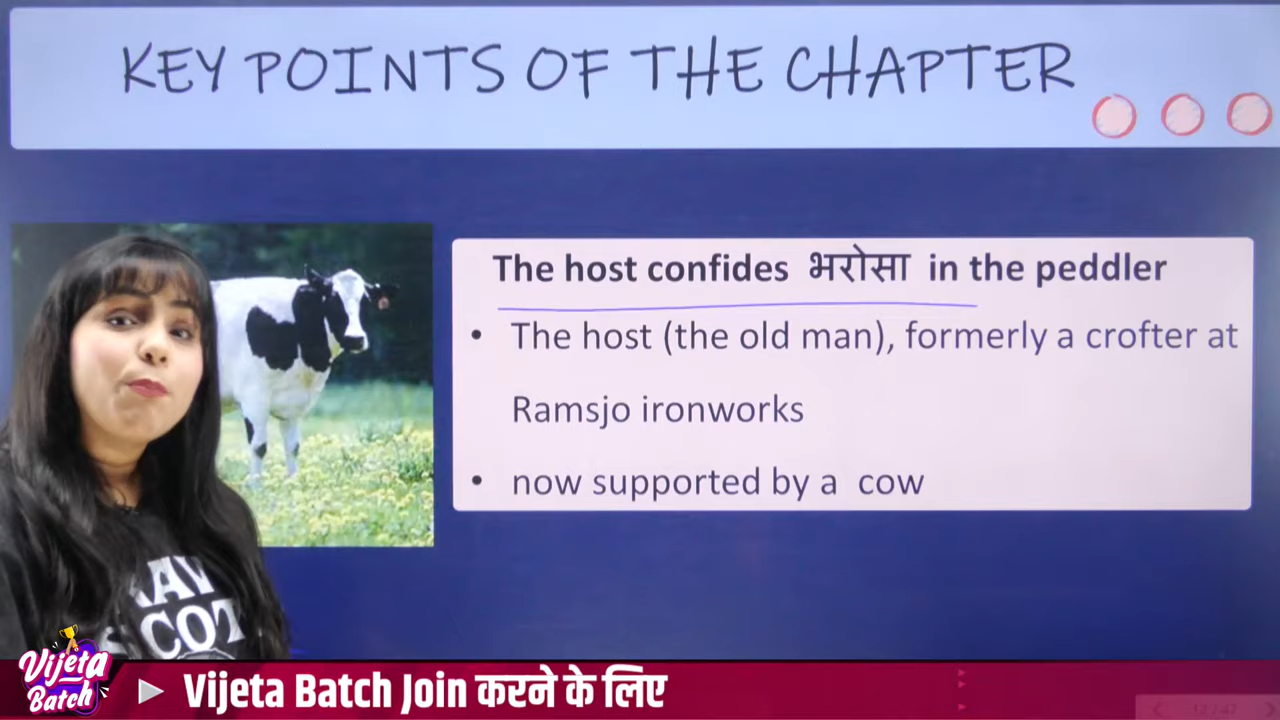 KEY POINTS OF THE CHAPTER
The host confides भरोसा in the peddler
• The host (the old man), formerly a crofter at
Ramsjo ironworks
• now supported by a cow
Vijeta
Batch
Vijeta Batch Join करने के लिए